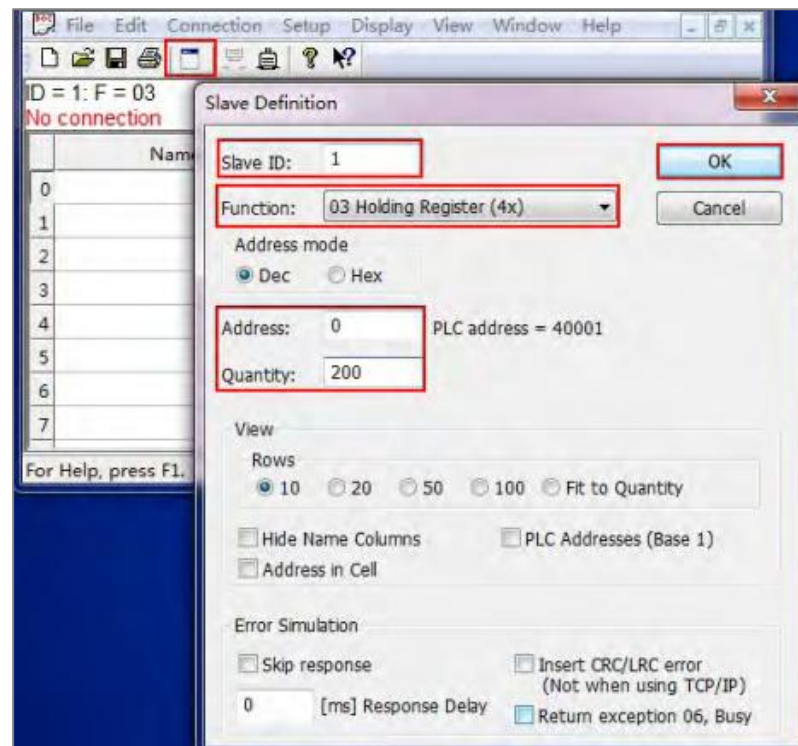 File Edit Connection Setup Display View Window Help
ID = 1: F = 03
No connection
Slave Definition
Name
0
1
2
3
4
5
6
7
For Help, press F1.
Slave ID: 1
OK
Function: 03 Holding Register (4x)
Cancel
Address mode
Dec Hex
Address: 0 PLC address = 40001
Quantity: 200
View
Rows
10 20 50 100 Fit to Quantity
Hide Name Columns PLC Addresses (Base 1)
Address in Cell
Error Simulation
Skip response Insert CRC/LRC error
(Not when using TCP/IP)
0 [ms] Response Delay Return exception 06, Busy